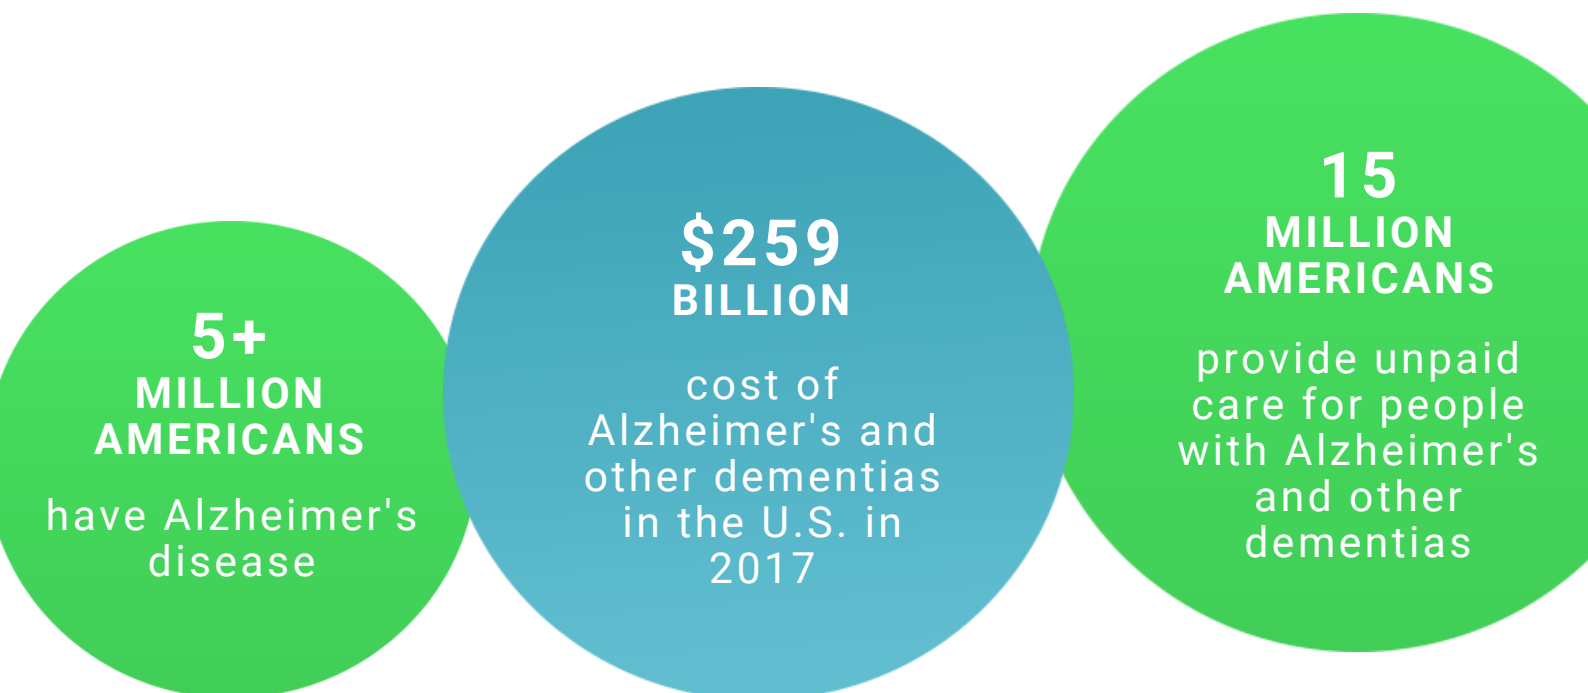 5+
MILLION
AMERICANS
have Alzheimer's
disease
$259
BILLION
cost of
Alzheimer's and
other dementias
in the U.S. in
2017
15
MILLION
AMERICANS
provide unpaid
care for people
with Alzheimer's
and other
dementias